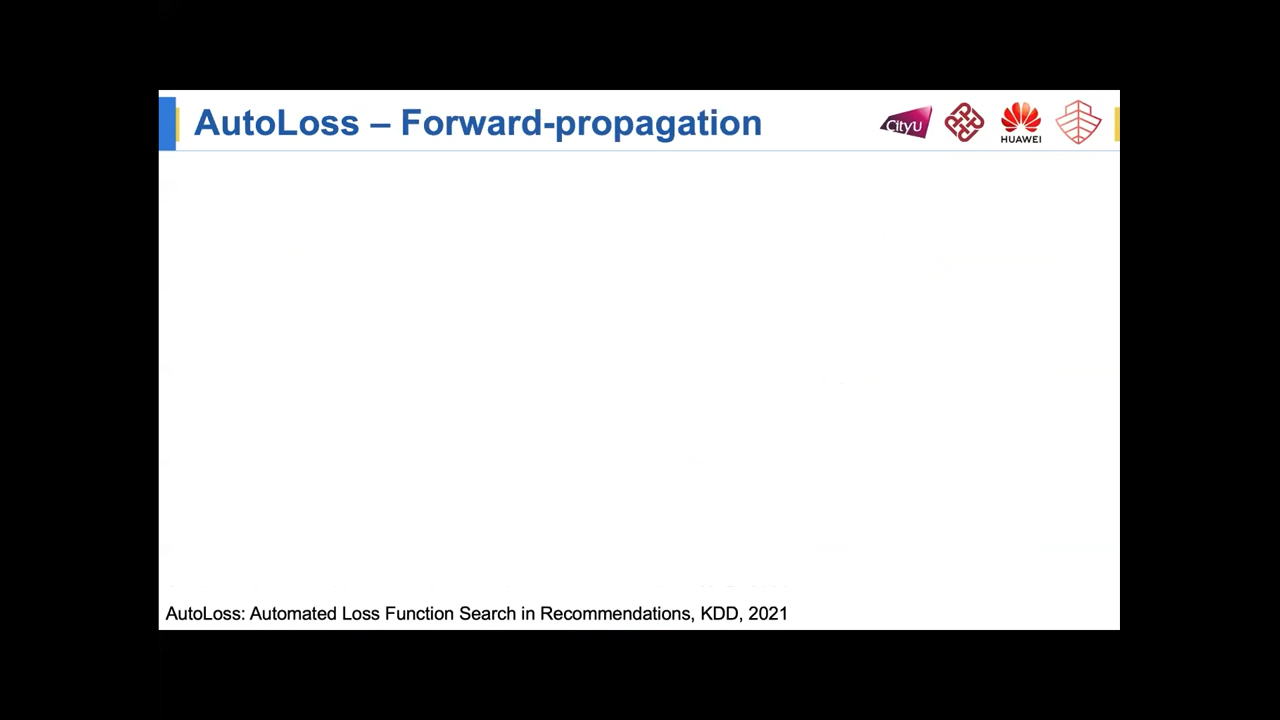 AutoLoss – Forward-propagation
CityU
HUAWEI
AutoLoss: Automated Loss Function Search in Recommendations, KDD, 2021